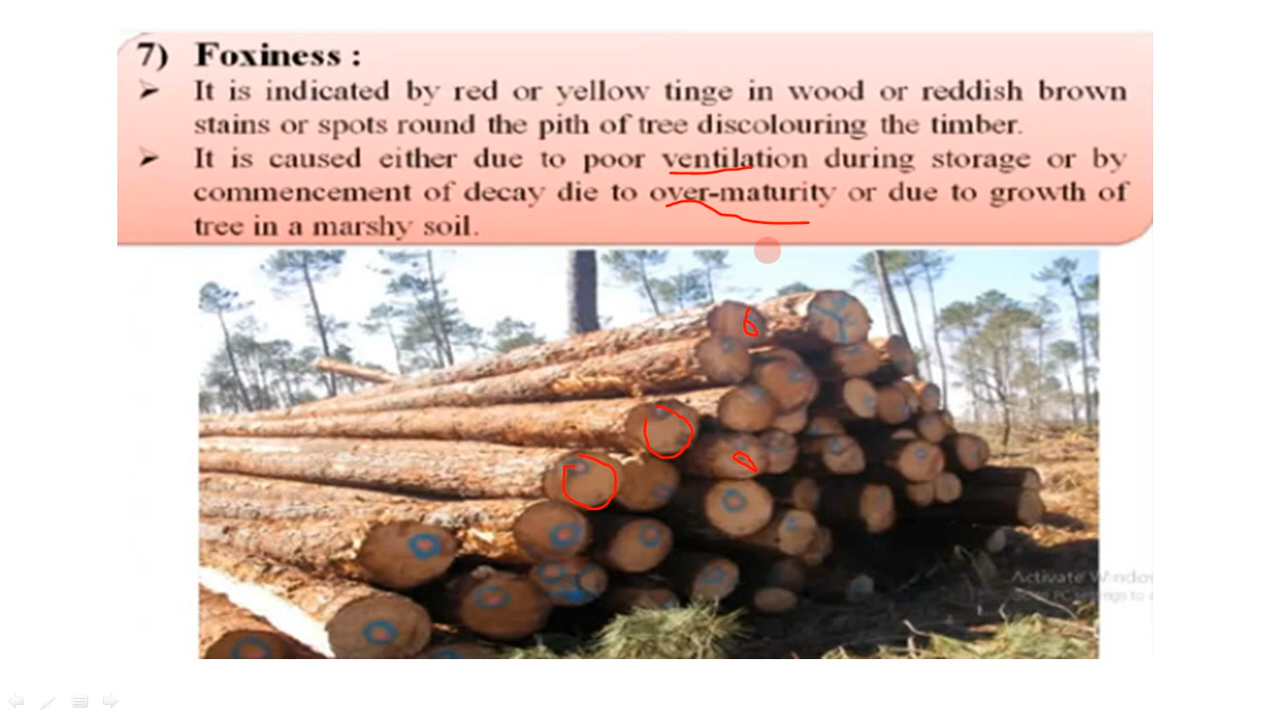 7) Foxiness :
➤ It is indicated by red or yellow tinge in wood or reddish brown
stains or spots round the pith of tree discolouring the timber.
➤ It is caused either due to poor ventilation during storage or by
commencement of decay die to over-maturity or due to growth of
tree in a marshy soil.
Activate Windo